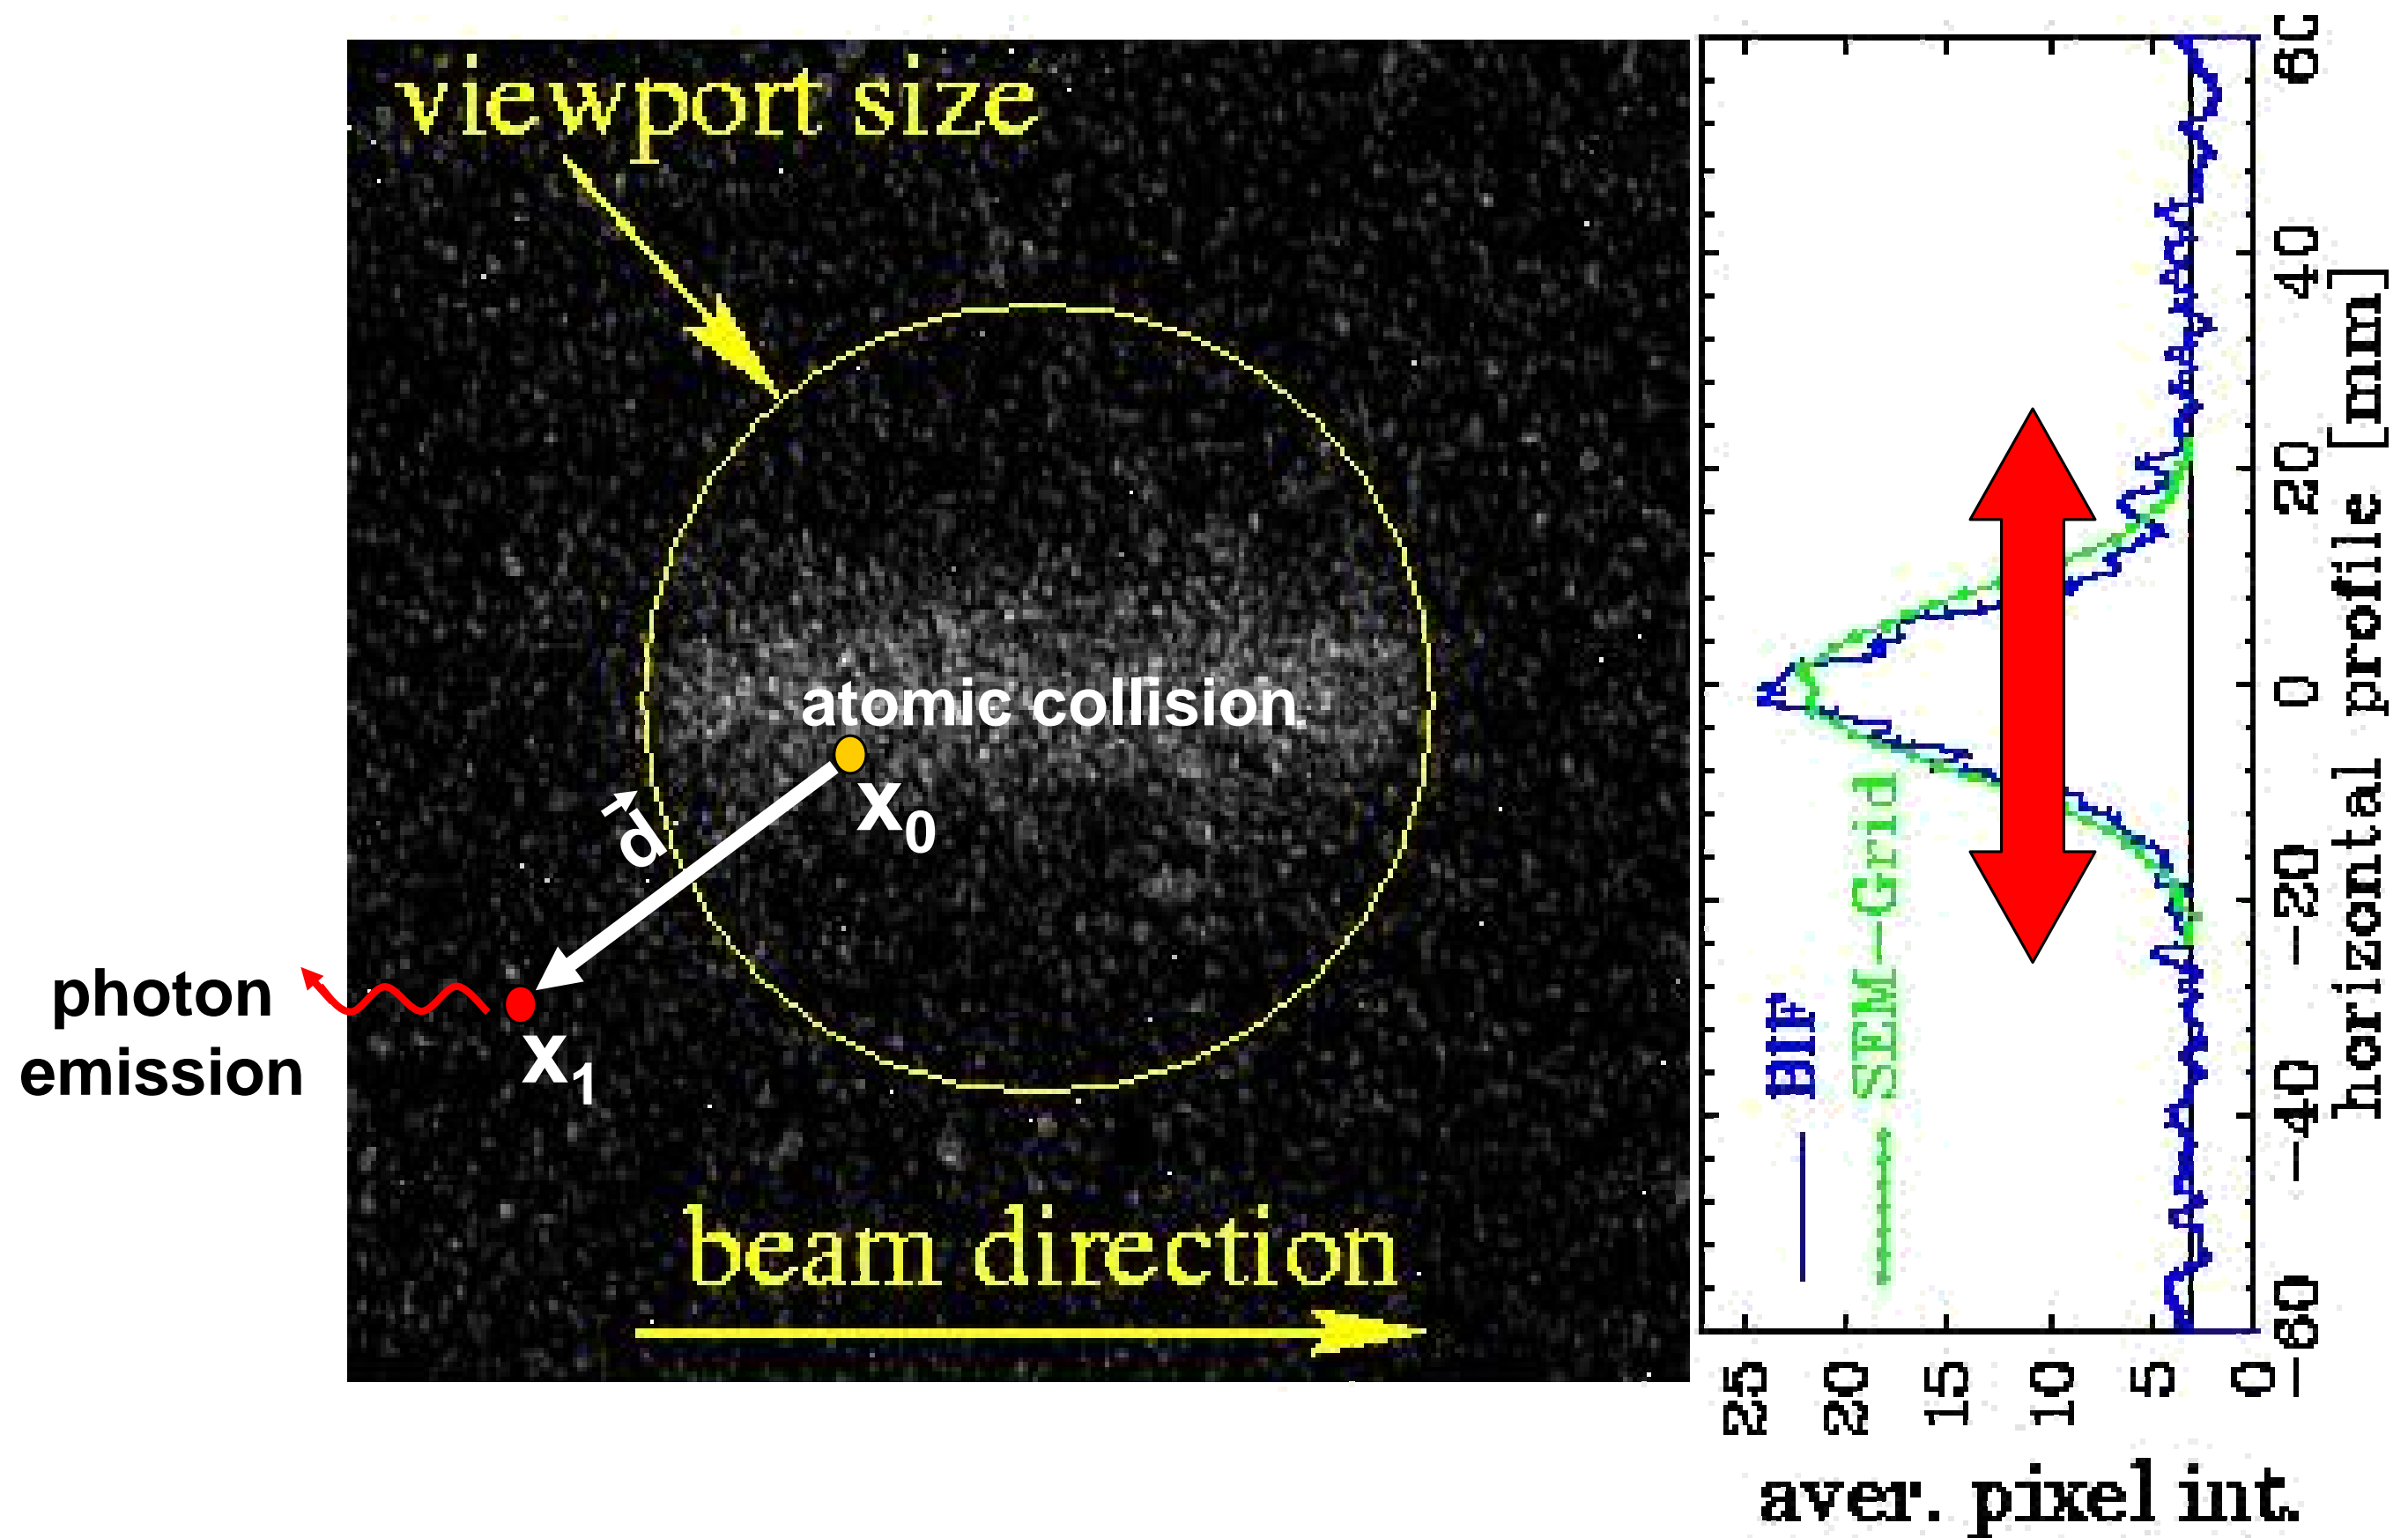 viewport size
atomic collision
x0
d
x1
photon
emission
beam direction
BIF
SEM-Grid
60
40
20
0
-20
-40
-60
horizontal profile [mm]
25
20
15
10
5
0
aver. pixel int.